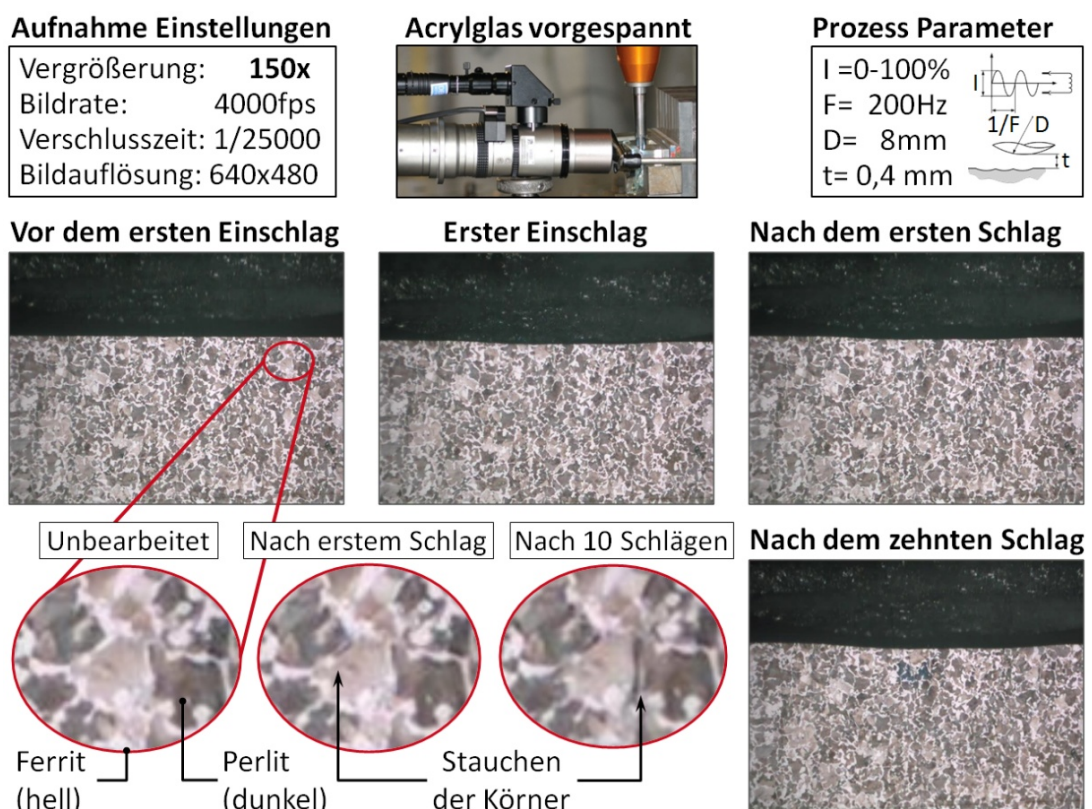 Aufnahme Einstellungen
Vergrößerung: 150x
Bildrate: 4000fps
Verschlusszeit: 1/25000
Bildauflösung: 640x480
Acrylglas vorgespannt
Prozess Parameter
I =0-100%
F= 200Hz
D= 8mm
t= 0,4 mm
I
1/F
D
t
Vor dem ersten Einschlag
Erster Einschlag
Nach dem ersten Schlag
Unbearbeitet
Nach erstem Schlag
Nach 10 Schlägen
Nach dem zehnten Schlag
Ferrit
(hell)
Perlit
(dunkel)
Stauchen
der Körner